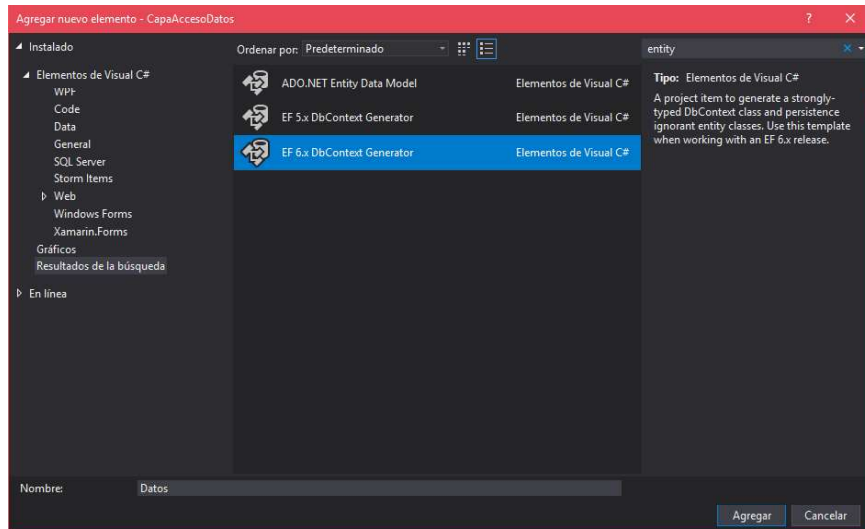 Agregar nuevo elemento - CapaAccesoDatos
Instalado
Elementos de Visual C#
WPF
Code
Data
General
SQL Server
Storm Items
Web
Windows Forms
Xamarin.Forms
Gráficos
Resultados de la búsqueda
En línea
Ordenar por: Predeterminado
ADO.NET Entity Data Model Elementos de Visual C#
EF 5.x DbContext Generator Elementos de Visual C#
EF 6.x DbContext Generator Elementos de Visual C#
entity
Tipo: Elementos de Visual C#
A project item to generate a strongly-
typed DbContext class and persistence
ignorant entity classes. Use this template
when working with an EF 6.x release.
Nombre: Datos
Agregar Cancelar